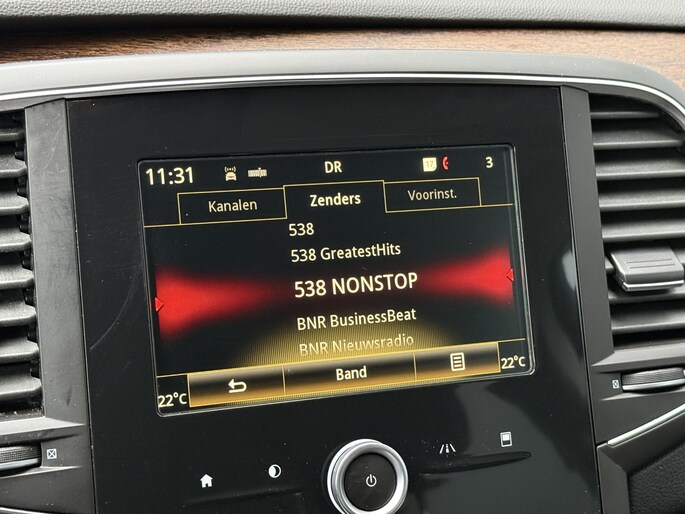 11:31 DR 17 3
Kanalen Zenders Voorinst.
538
538 GreatestHits
538 NONSTOP
BNR BusinessBeat
BNR Nieuwsradio
22°C Band 22°C